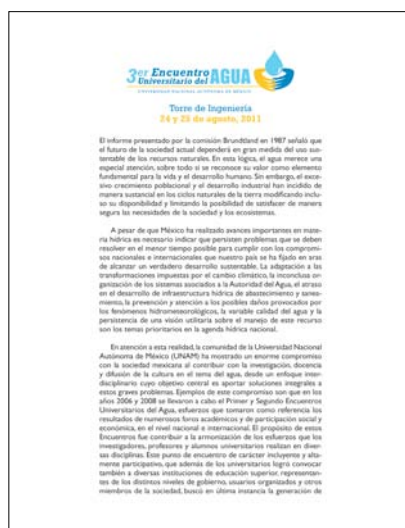 3er Encuentro
Universitario del AGUA
UNIVERSIDAD NACIONAL AUTÓNOMA DE MÉXICO
Torre de Ingeniería
24 y 25 de agosto, 2011
El informe presentado por la comisión Brundtland en 1987 señaló que
el futuro de la sociedad actual dependerá en gran medida del uso sus-
tentable de los recursos naturales. En esta lógica, el agua merece una
especial atención, sobre todo si se reconoce su valor como elemento
fundamental para la vida y el desarrollo humano. Sin embargo, el exce-
sivo crecimiento poblacional y el desarrollo industrial han incidido de
manera sustancial en los ciclos naturales de la tierra modificando inclu-
so su disponibilidad y limitando la posibilidad de satisfacer de manera
segura las necesidades de la sociedad y los ecosistemas.
A pesar de que México ha realizado avances importantes en mate-
ria hídrica es necesario indicar que persisten problemas que se deben
resolver en el menor tiempo posible para cumplir con los compromi-
sos nacionales e internacionales que nuestro país se ha fijado en aras
de alcanzar un verdadero desarrollo sustentable. La adaptación a las
transformaciones impuestas por el cambio climático, la inconclusa or-
ganización de los sistemas asociados a la Autoridad del Agua, el atraso
en el desarrollo de infraestructura hídrica de abastecimiento y sanea-
miento, la prevención y atención a los posibles daños provocados por
los fenómenos hidrometeorológicos, la variable calidad del agua y la
persistencia de una visión utilitaria sobre el manejo de este recurso
son los temas prioritarios en la agenda hídrica nacional.
En atención a esta realidad, la comunidad de la Universidad Nacional
Autónoma de México (UNAM) ha mostrado un enorme compromiso
con la sociedad mexicana al contribuir con la investigación, docencia
y difusión de la cultura en el tema del agua, desde un enfoque inter-
disciplinario cuyo objetivo central es aportar soluciones integrales a
estos graves problemas. Ejemplos de este compromiso son que en los
años 2006 y 2008 se llevaron a cabo el Primer y Segundo Encuentros
Universitarios del Agua, esfuerzos que tomaron como referencia los
resultados de numerosos foros académicos y de participación social y
económica, en el nivel nacional e internacional. El propósito de estos
Encuentros fue contribuir a la armonización de los esfuerzos que los
investigadores, profesores y alumnos universitarios realizan en diver-
sas disciplinas. Este punto de encuentro de carácter incluyente y alta-
mente participativo, que además de los universitarios logró convocar
también a diversas instituciones de educación superior, representan-
tes de los distintos niveles de gobierno, usuarios organizados y otros
miembros de la sociedad, buscó en última instancia la generación de